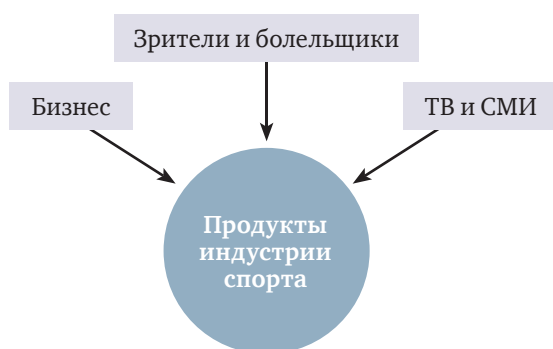 Зрители и болельщики
Бизнес
ТВ и СМИ
Продукты
индустрии
спорта